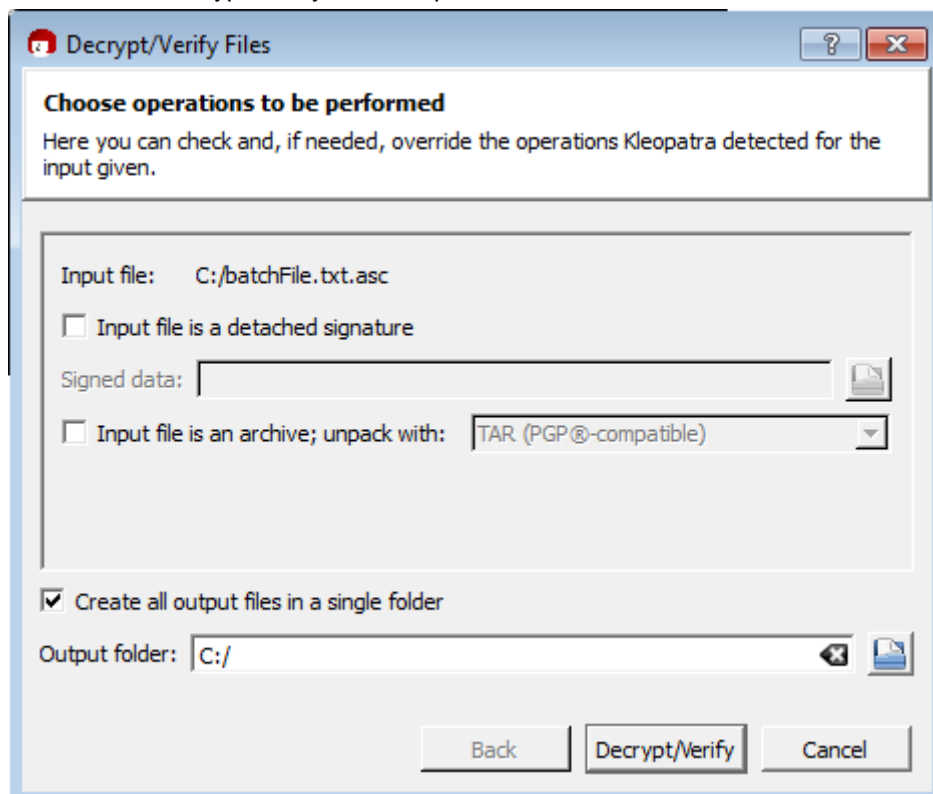 Decrypt/Verify Files
Choose operations to be performed
Here you can check and, if needed, override the operations Kleopatra detected for the
input given.
Input file: C:/batchFile.txt.asc
Input file is a detached signature
Signed data:
Input file is an archive; unpack with: TAR (PGP®-compatible)
Create all output files in a single folder
Output folder: C:/
Back Decrypt/Verify Cancel